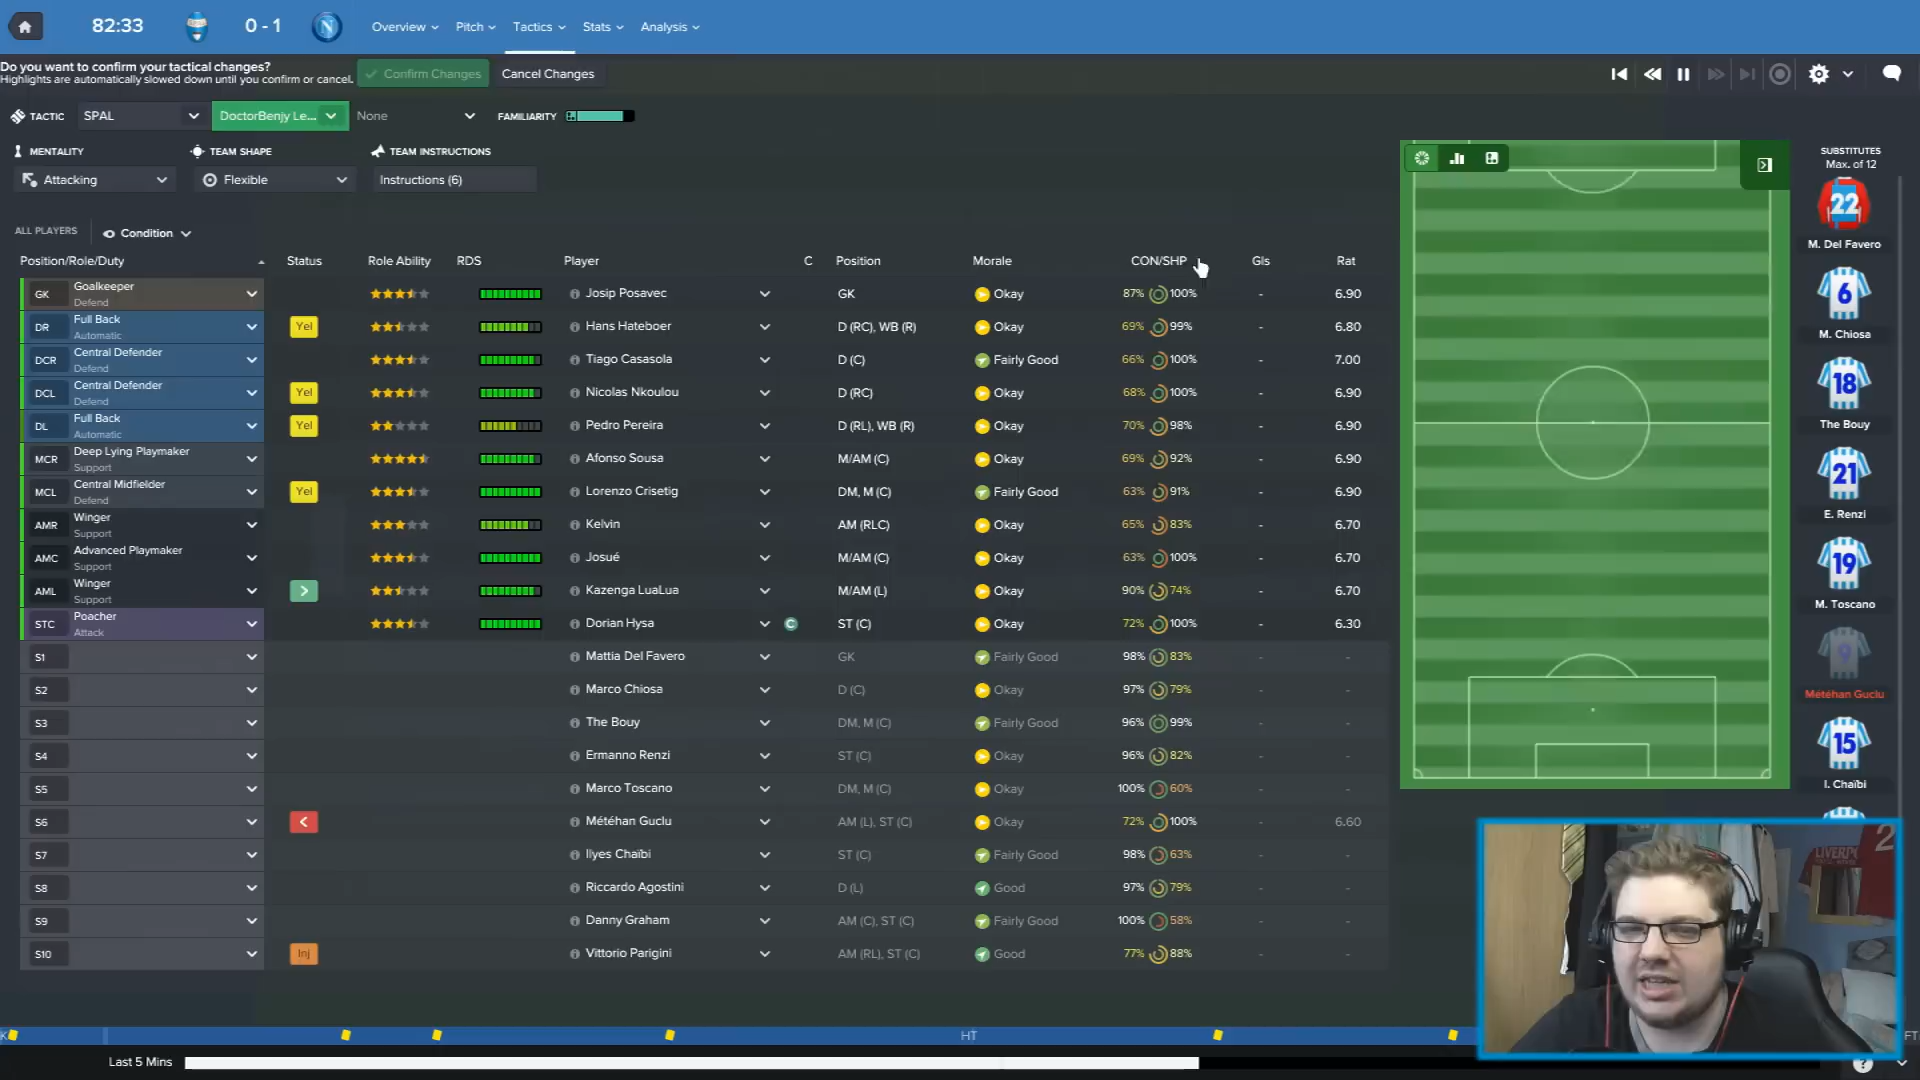 82:33 0 - 1 Overview Pitch Tactics Stats Analysis
Do you want to confirm your tactical changes?
Highlights are automatically slowed down until you confirm or cancel.
Confirm Changes Cancel Changes
TACTIC SPAL DoctorBenjy Le... None FAMILIARITY
MENTALITY TEAM SHAPE TEAM INSTRUCTIONS
Attacking Flexible Instructions (6)
ALL PLAYERS Condition
Position/Role/Duty Status Role Ability RDS Player C Position Morale CON/SHP Gls Rat
GK Goalkeeper Defend Josip Posavec GK Okay 87% 100% - 6.90
DR Full Back Automatic Yel Hans Hateboer D (RC), WB (R) Okay 69% 99% - 6.80
DCR Central Defender Defend Tiago Casasola D (C) Fairly Good 66% 100% - 7.00
DCL Central Defender Defend Yel Nicolas Nkoulou D (RC) Okay 68% 100% - 6.90
DL Full Back Automatic Yel Pedro Pereira D (RL), WB (R) Okay 70% 98% - 6.90
MCR Deep Lying Playmaker Support Afonso Sousa M/AM (C) Okay 69% 92% - 6.90
MCL Central Midfielder Defend Yel Lorenzo Crisetig DM, M (C) Fairly Good 63% 91% - 6.90
AMR Winger Support Kelvin AM (RLC) Okay 65% 83% - 6.70
AMC Advanced Playmaker Support Josué M/AM (C) Okay 63% 100% - 6.70
AML Winger Support Kazenga LuaLua M/AM (L) Okay 90% 74% - 6.70
STC Poacher Attack Dorian Hysa C ST (C) Okay 72% 100% - 6.30
S1 Mattia Del Favero GK Fairly Good 98% 83% - -
S2 Marco Chiosa D (C) Okay 97% 79% - -
S3 The Bouy DM, M (C) Fairly Good 96% 99% - -
S4 Ermanno Renzi ST (C) Okay 96% 82% - -
S5 Marco Toscano DM, M (C) Okay 100% 60% - -
S6 Météhan Guclu AM (L), ST (C) Okay 72% 100% - 6.60
S7 Ilyes Chaïbi ST (C) Fairly Good 98% 63% - -
S8 Riccardo Agostini D (L) Good 97% 79% - -
S9 Danny Graham AM (C), ST (C) Fairly Good 100% 58% - -
S10 Inj Vittorio Parigini AM (RL), ST (C) Good 77% 88% - -
SUBSTITUTES
Max. of 12
22
M. Del Favero
6
M. Chiosa
18
The Bouy
21
E. Renzi
19
M. Toscano
9
Météhan Guclu
15
I. Chaïbi
LIVERPO
2
HT
FT
Last 5 Mins
?